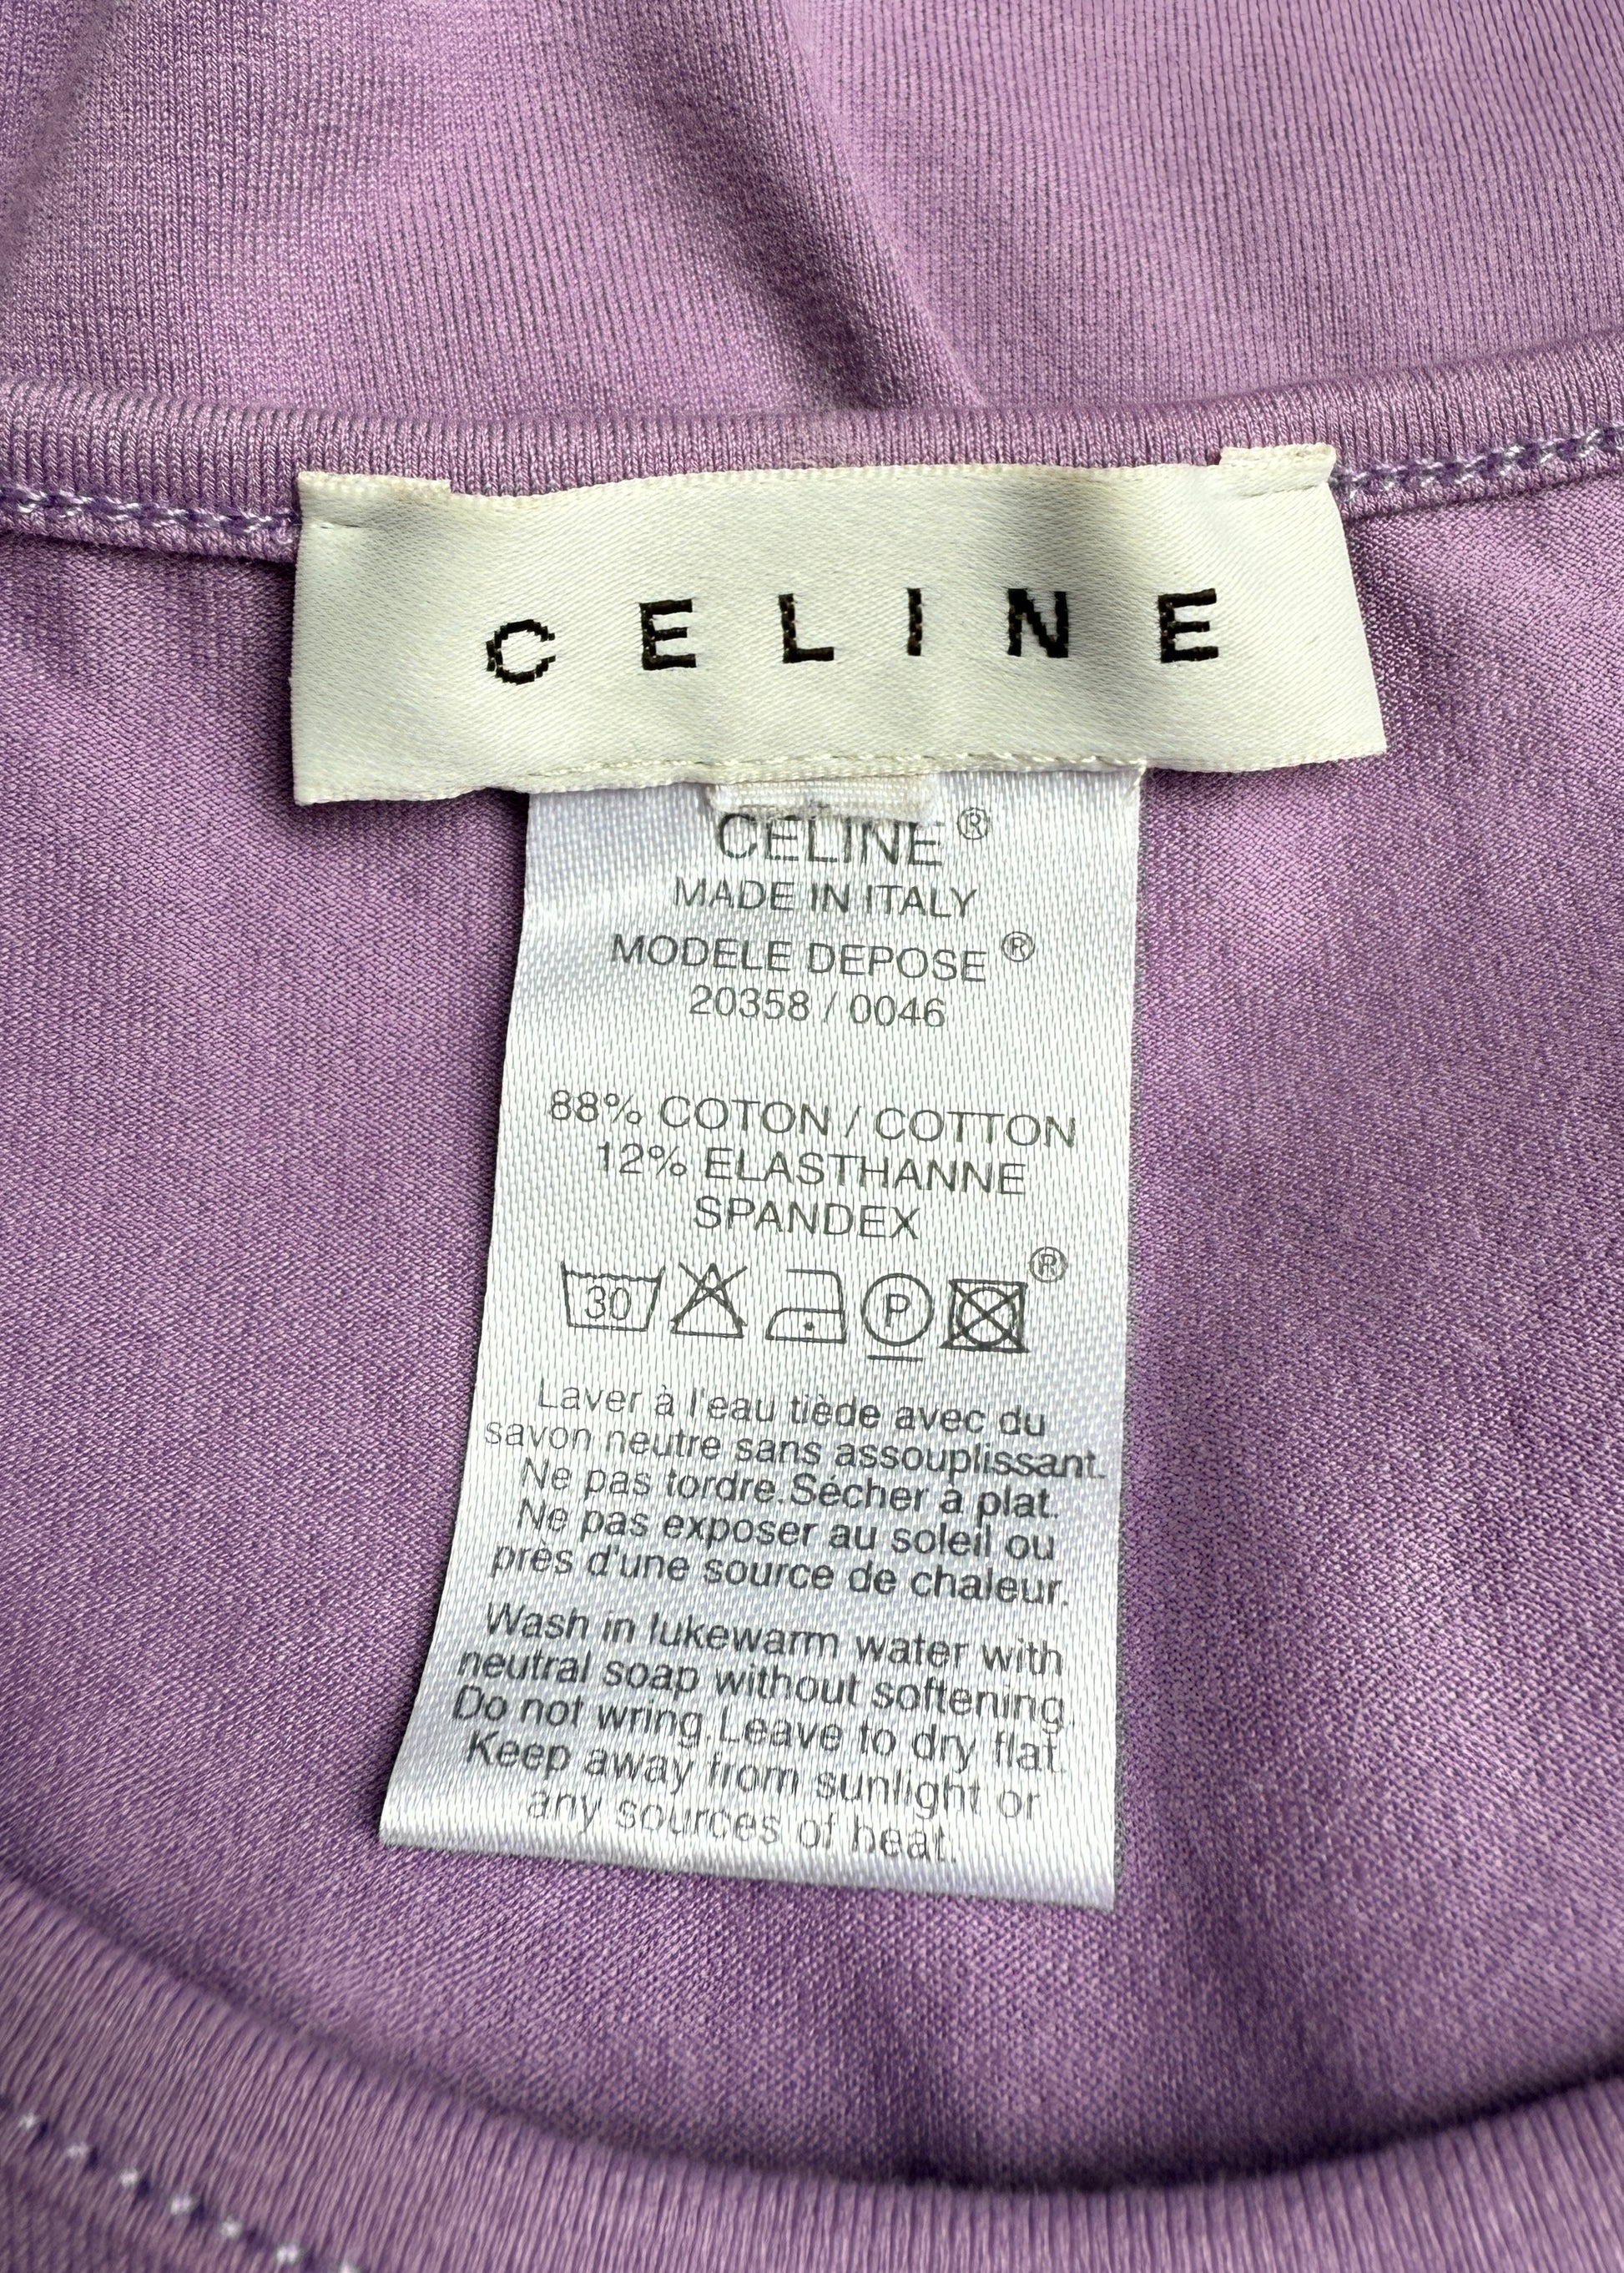 CELINE
CELINE®
MADE IN ITALY
MODELE DEPOSE®
20358 / 0046
88% COTON / COTTON
12% ELASTHANNE
SPANDEX
30 P ®
Laver à l'eau tiède avec du
savon neutre sans assouplissant.
Ne pas tordre.Sécher à plat.
Ne pas exposer au soleil ou
près d'une source de chaleur.
Wash in lukewarm water with
neutral soap without softening.
Do not wring.Leave to dry flat.
Keep away from sunlight or
any sources of heat.